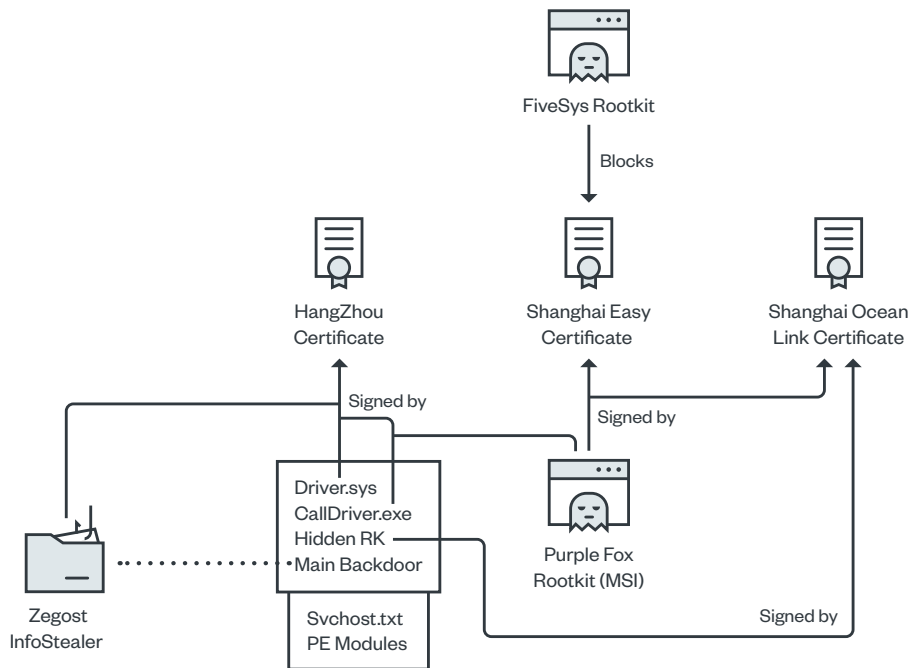 FiveSys Rootkit
Blocks
HangZhou
Certificate
Shanghai Easy
Certificate
Shanghai Ocean
Link Certificate
Signed by
Signed by
Driver.sys
CallDriver.exe
Hidden RK
Main Backdoor
Svchost.txt
PE Modules
Purple Fox
Rootkit (MSI)
Zegost
InfoStealer
Signed by